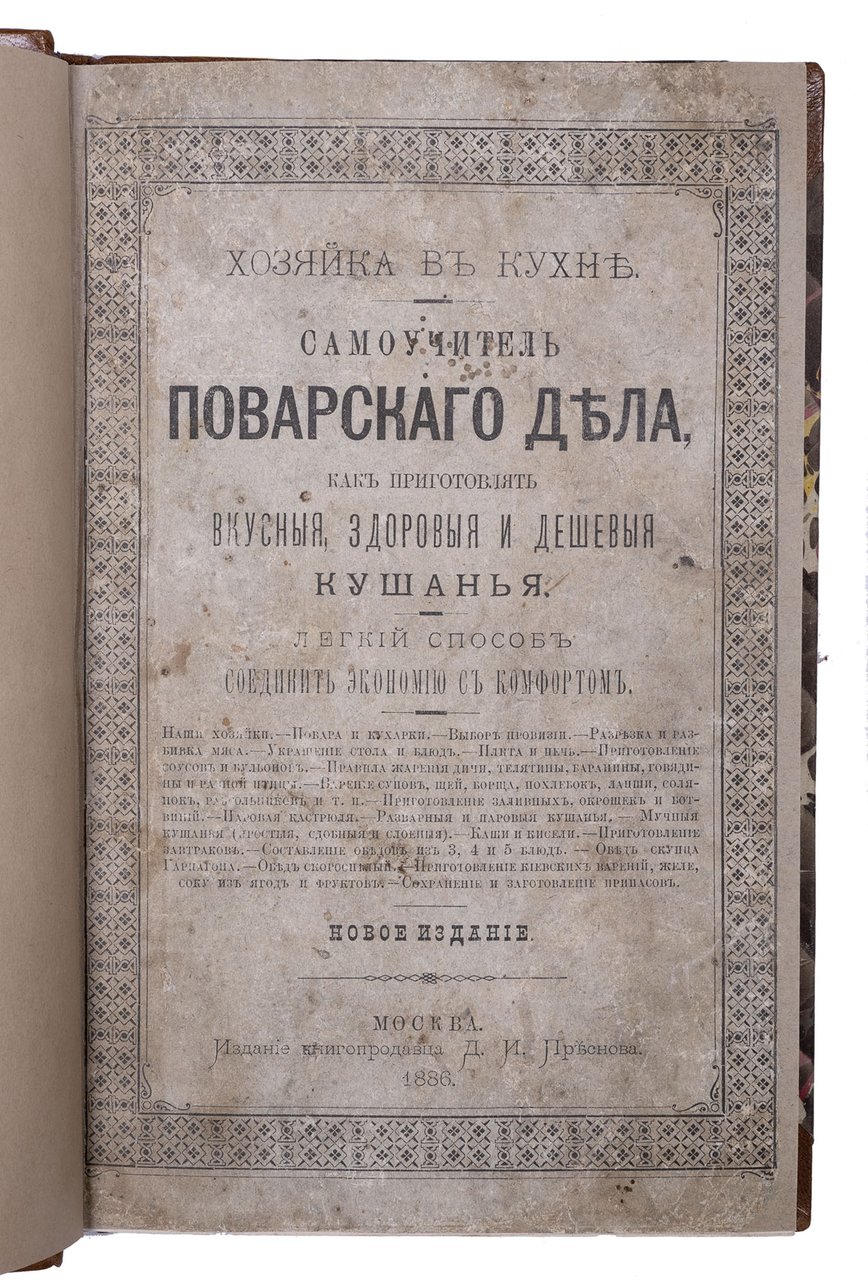 ХОЗЯЙКА ВЪ КУХНѢ.
САМОУЧИТЕЛЬ
ПОВАРСКАГО ДѢЛА,
КАКЪ ПРИГОТОВЛЯТЬ
ВКУСНЫЯ, ЗДОРОВЫЯ И ДЕШЕВЫЯ
КУШАНЬЯ.
ЛЕГКІЙ СПОСОБЪ
СОЕДИНИТЬ ЭКОНОМІЮ СЪ КОМФОРТОМЪ.
Наши хозяйки.—Повара и кухарки.—Выборъ провизіи.—Разрѣзка и раз-
бивка мяса.—Украшеніе стола и блюдъ.—Плита и печь.—Приготовленіе
соусовъ и бульоновъ.—Правила жаренія дичи, телятины, баранины, говяди-
ны и разной птицы.—Вареніе суповъ, щей, борща, похлебокъ, лапши, соля-
нокъ, разсольниковъ и т. п.—Приготовленіе заливныхъ, окрошекъ и бот-
виній.—Паровая кастрюля.—Разварныя и паровыя кушанья.—Мучныя
кушанья (простыя, сдобныя и слоеныя).—Каши и кисели.—Приготовленіе
завтраковъ.—Составленіе обѣдовъ изъ 3, 4 и 5 блюдъ.—Обѣдъ скупца
Гарпагона.—Обѣдъ скороспѣлый.—Приготовленіе кіевскихъ вареній, желе,
соку изъ ягодъ и фруктовъ.—Сохраненіе и заготовленіе припасовъ.
НОВОЕ ИЗДАНІЕ.
МОСКВА.
Изданіе книгопродавца Д. И. Прѣснова.
1886.